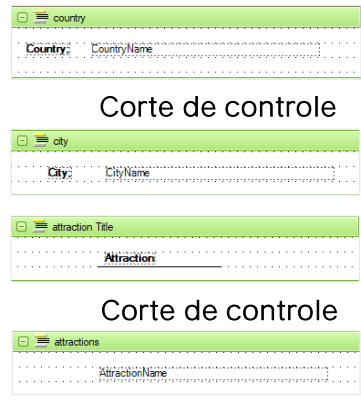 country
Country: CountryName
Corte de controle
city
City: CityName
attraction Title
Attraction:
Corte de controle
attractions
AttractionName